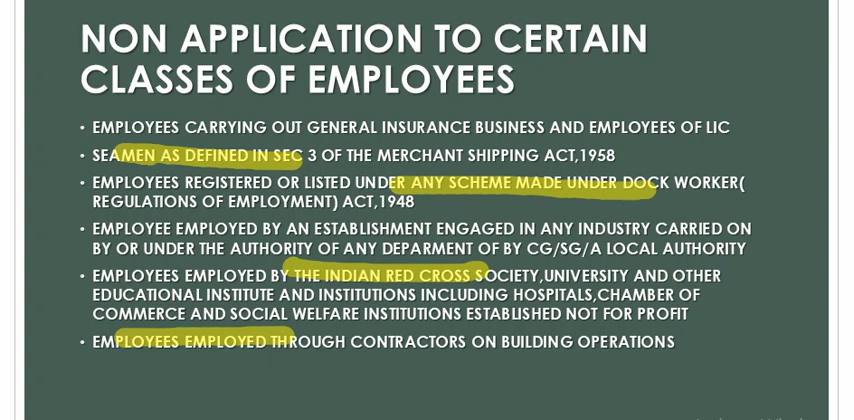 NON APPLICATION TO CERTAIN
CLASSES OF EMPLOYEES
• EMPLOYEES CARRYING OUT GENERAL INSURANCE BUSINESS AND EMPLOYEES OF LIC
• SEAMEN AS DEFINED IN SEC 3 OF THE MERCHANT SHIPPING ACT,1958
• EMPLOYEES REGISTERED OR LISTED UNDER ANY SCHEME MADE UNDER DOCK WORKER(
REGULATIONS OF EMPLOYMENT) ACT,1948
• EMPLOYEE EMPLOYED BY AN ESTABLISHMENT ENGAGED IN ANY INDUSTRY CARRIED ON
BY OR UNDER THE AUTHORITY OF ANY DEPARMENT OF BY CG/SG/A LOCAL AUTHORITY
• EMPLOYEES EMPLOYED BY THE INDIAN RED CROSS SOCIETY,UNIVERSITY AND OTHER
EDUCATIONAL INSTITUTE AND INSTITUTIONS INCLUDING HOSPITALS,CHAMBER OF
COMMERCE AND SOCIAL WELFARE INSTITUTIONS ESTABLISHED NOT FOR PROFIT
• EMPLOYEES EMPLOYED THROUGH CONTRACTORS ON BUILDING OPERATIONS